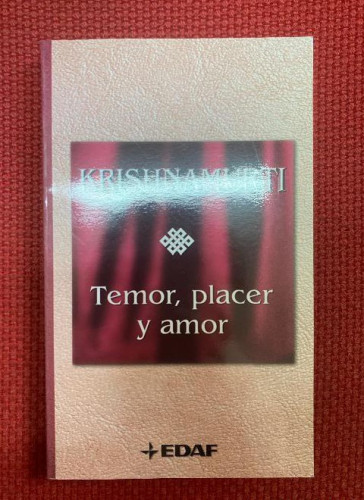 KRISHNAMURTI
Temor, placer
y amor
EDAF